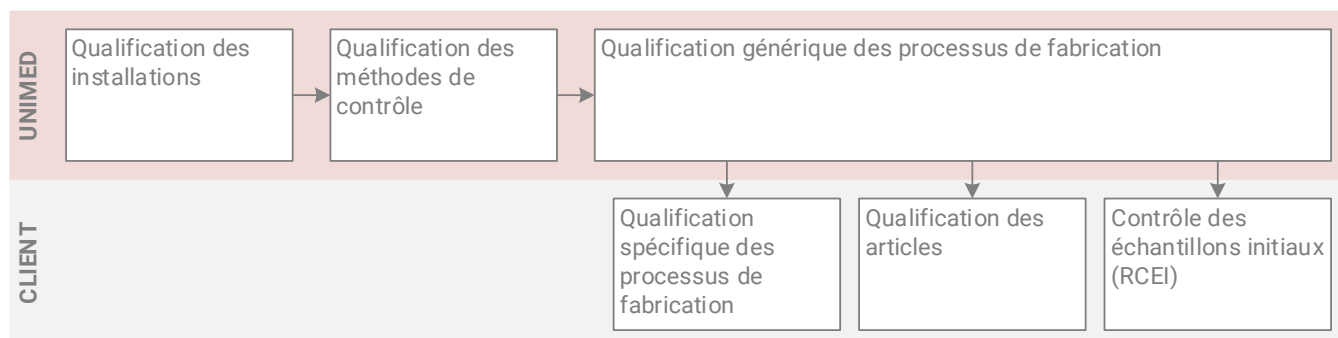 UNIMED
Qualification des
installations
Qualification des
méthodes de
contrôle
Qualification générique des processus de fabrication
CLIENT
Qualification
spécifique des
processus de
fabrication
Qualification des
articles
Contrôle des
échantillons initiaux
(RCEI)